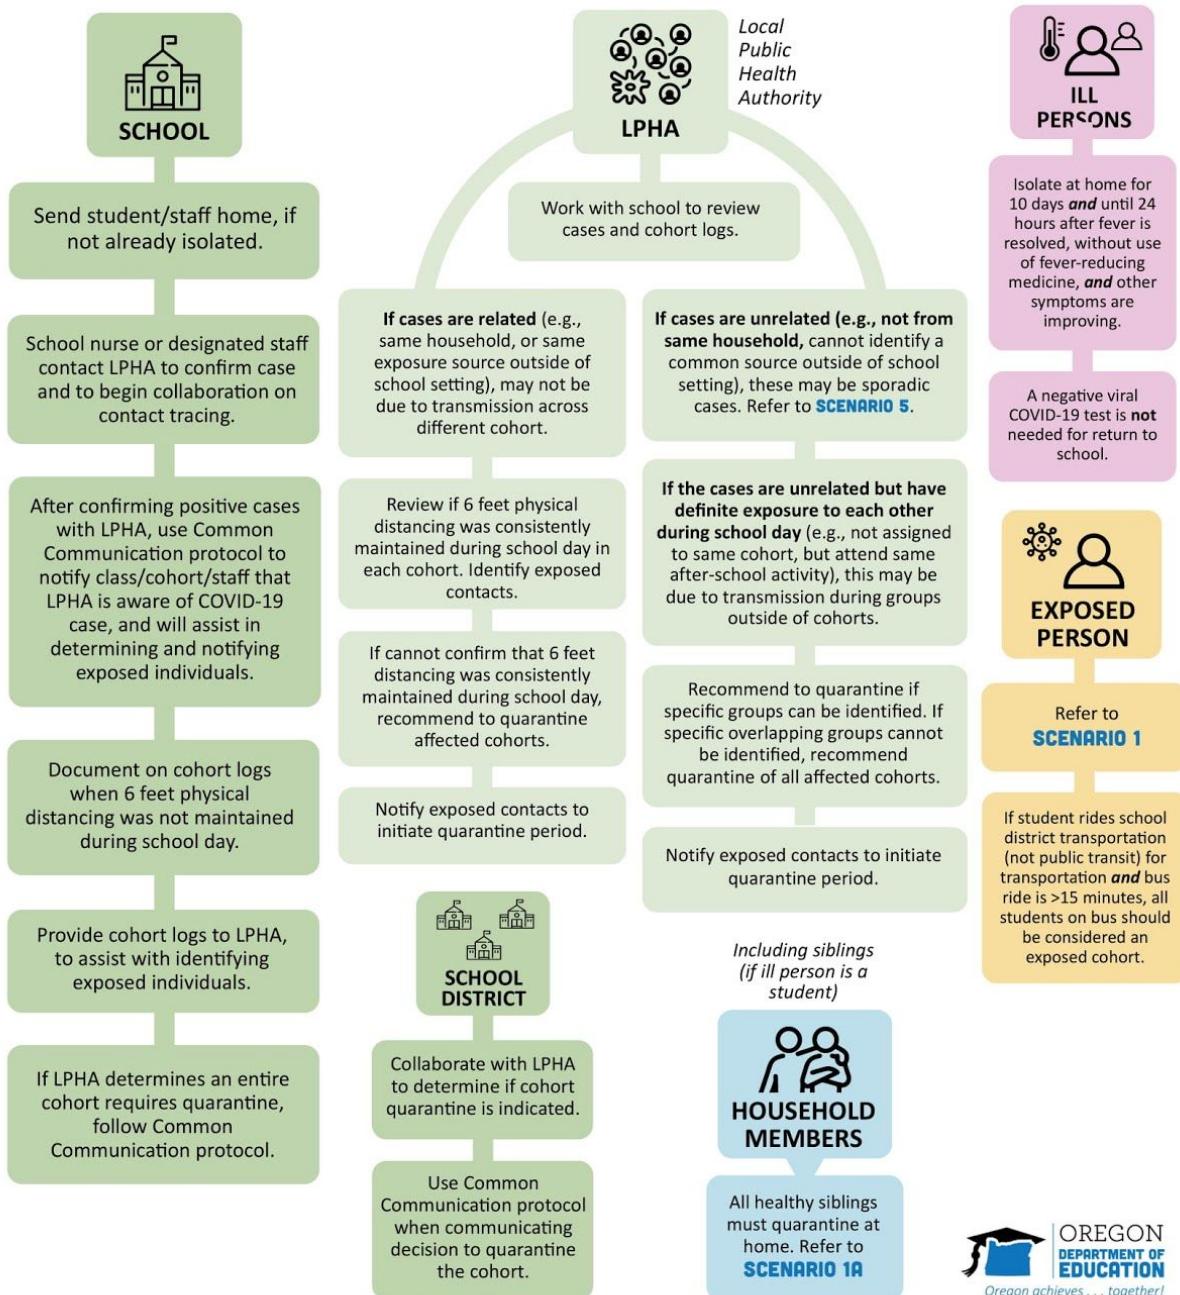 SCHOOL
Send student/staff home, if
not already isolated.
School nurse or designated staff
contact LPHA to confirm case
and to begin collaboration on
contact tracing.
After confirming positive cases
with LPHA, use Common
Communication protocol to
notify class/cohort/staff that
LPHA is aware of COVID-19
case, and will assist in
determining and notifying
exposed individuals.
Document on cohort logs
when 6 feet physical
distancing was not maintained
during school day.
Provide cohort logs to LPHA,
to assist with identifying
exposed individuals.
If LPHA determines an entire
cohort requires quarantine,
follow Common
Communication protocol.
LPHA
Local
Public
Health
Authority
Work with school to review
cases and cohort logs.
If cases are related (e.g.,
same household, or same
exposure source outside of
school setting), may not be
due to transmission across
different cohort.
Review if 6 feet physical
distancing was consistently
maintained during school day in
each cohort. Identify exposed
contacts.
If cannot confirm that 6 feet
distancing was consistently
maintained during school day,
recommend to quarantine
affected cohorts.
Notify exposed contacts to
initiate quarantine period.
If cases are unrelated (e.g., not from
same household, cannot identify a
common source outside of school
setting), these may be sporadic
cases. Refer to SCENARIO 5.
If the cases are unrelated but have
definite exposure to each other
during school day (e.g., not assigned
to same cohort, but attend same
after-school activity), this may be
due to transmission during groups
outside of cohorts.
Recommend to quarantine if
specific groups can be identified. If
specific overlapping groups cannot
be identified, recommend
quarantine of all affected cohorts.
Notify exposed contacts to initiate
quarantine period.
SCHOOL
DISTRICT
Collaborate with LPHA
to determine if cohort
quarantine is indicated.
Use Common
Communication protocol
when communicating
decision to quarantine
the cohort.
Including siblings
(if ill person is a
student)
HOUSEHOLD
MEMBERS
All healthy siblings
must quarantine at
home. Refer to
SCENARIO 1A
ILL
PERSONS
Isolate at home for
10 days and until 24
hours after fever is
resolved, without use
of fever-reducing
medicine, and other
symptoms are
improving.
A negative viral
COVID-19 test is not
needed for return to
school.
EXPOSED
PERSON
Refer to
SCENARIO 1
If student rides school
district transportation
(not public transit) for
transportation and bus
ride is >15 minutes, all
students on bus should
be considered an
exposed cohort.
OREGON
DEPARTMENT OF
EDUCATION
Oregon achieves . . . together!